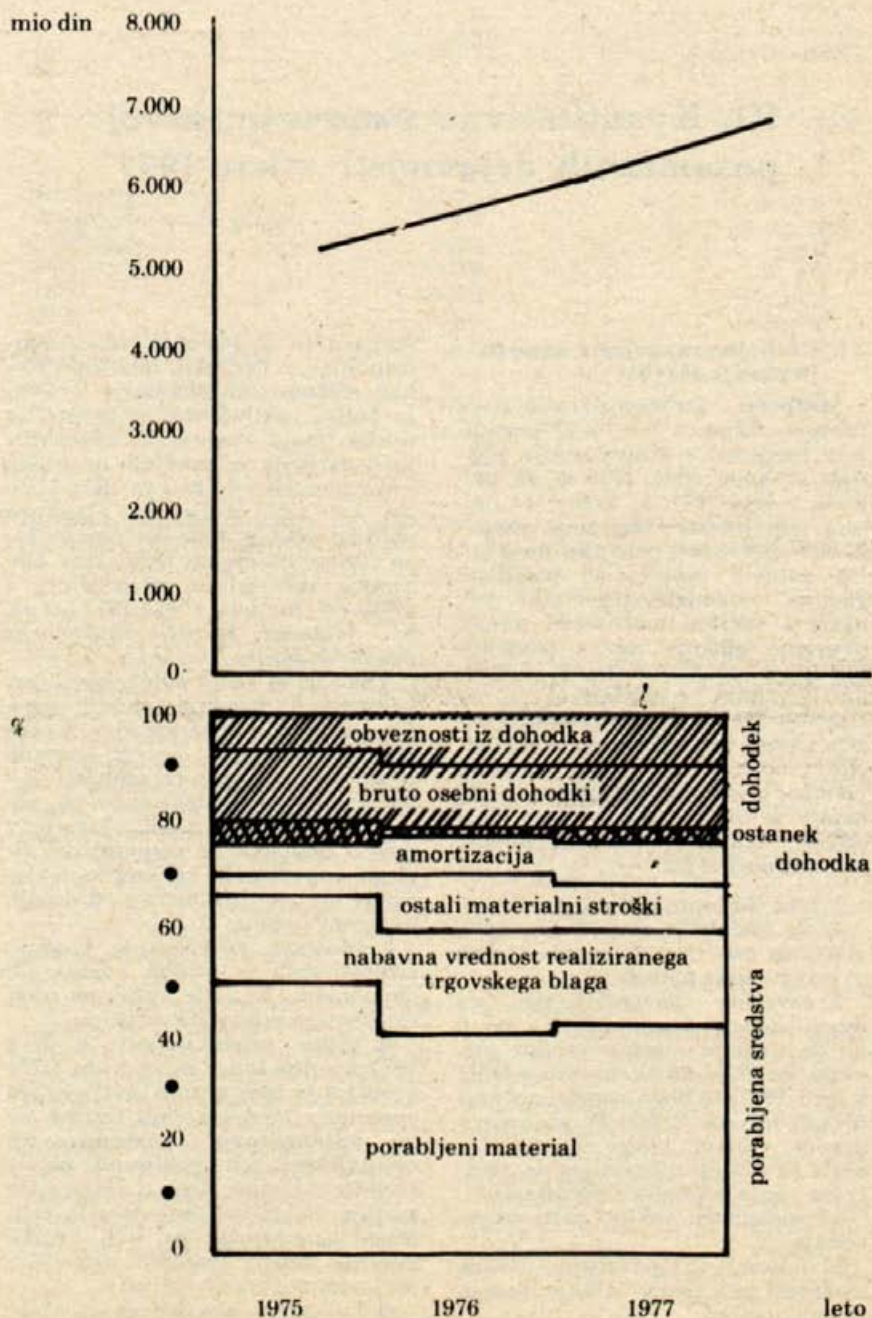 mio din
8.000
7.000
6.000
5.000
4.000
3.000
2.000
1.000
0
%
100
80
60
40
20
0
obveznosti iz dohodka
bruto osebni dohodki
amortizacija
ostali materialni stroški
nabavna vrednost realiziranega
trgovskega blaga
porabljeni material
dohodek
ostanek
dohodka
porabljena sredstva
1975
1976
1977
leto